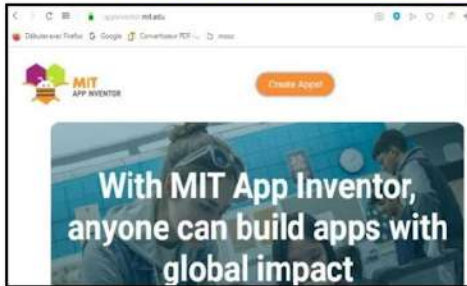 appinventor.mit.edu
Débuter avec Firefox Google Convertisseur PDF -... mooc
MIT
APP INVENTOR
Create Apps!
With MIT App Inventor,
anyone can build apps with
global impact